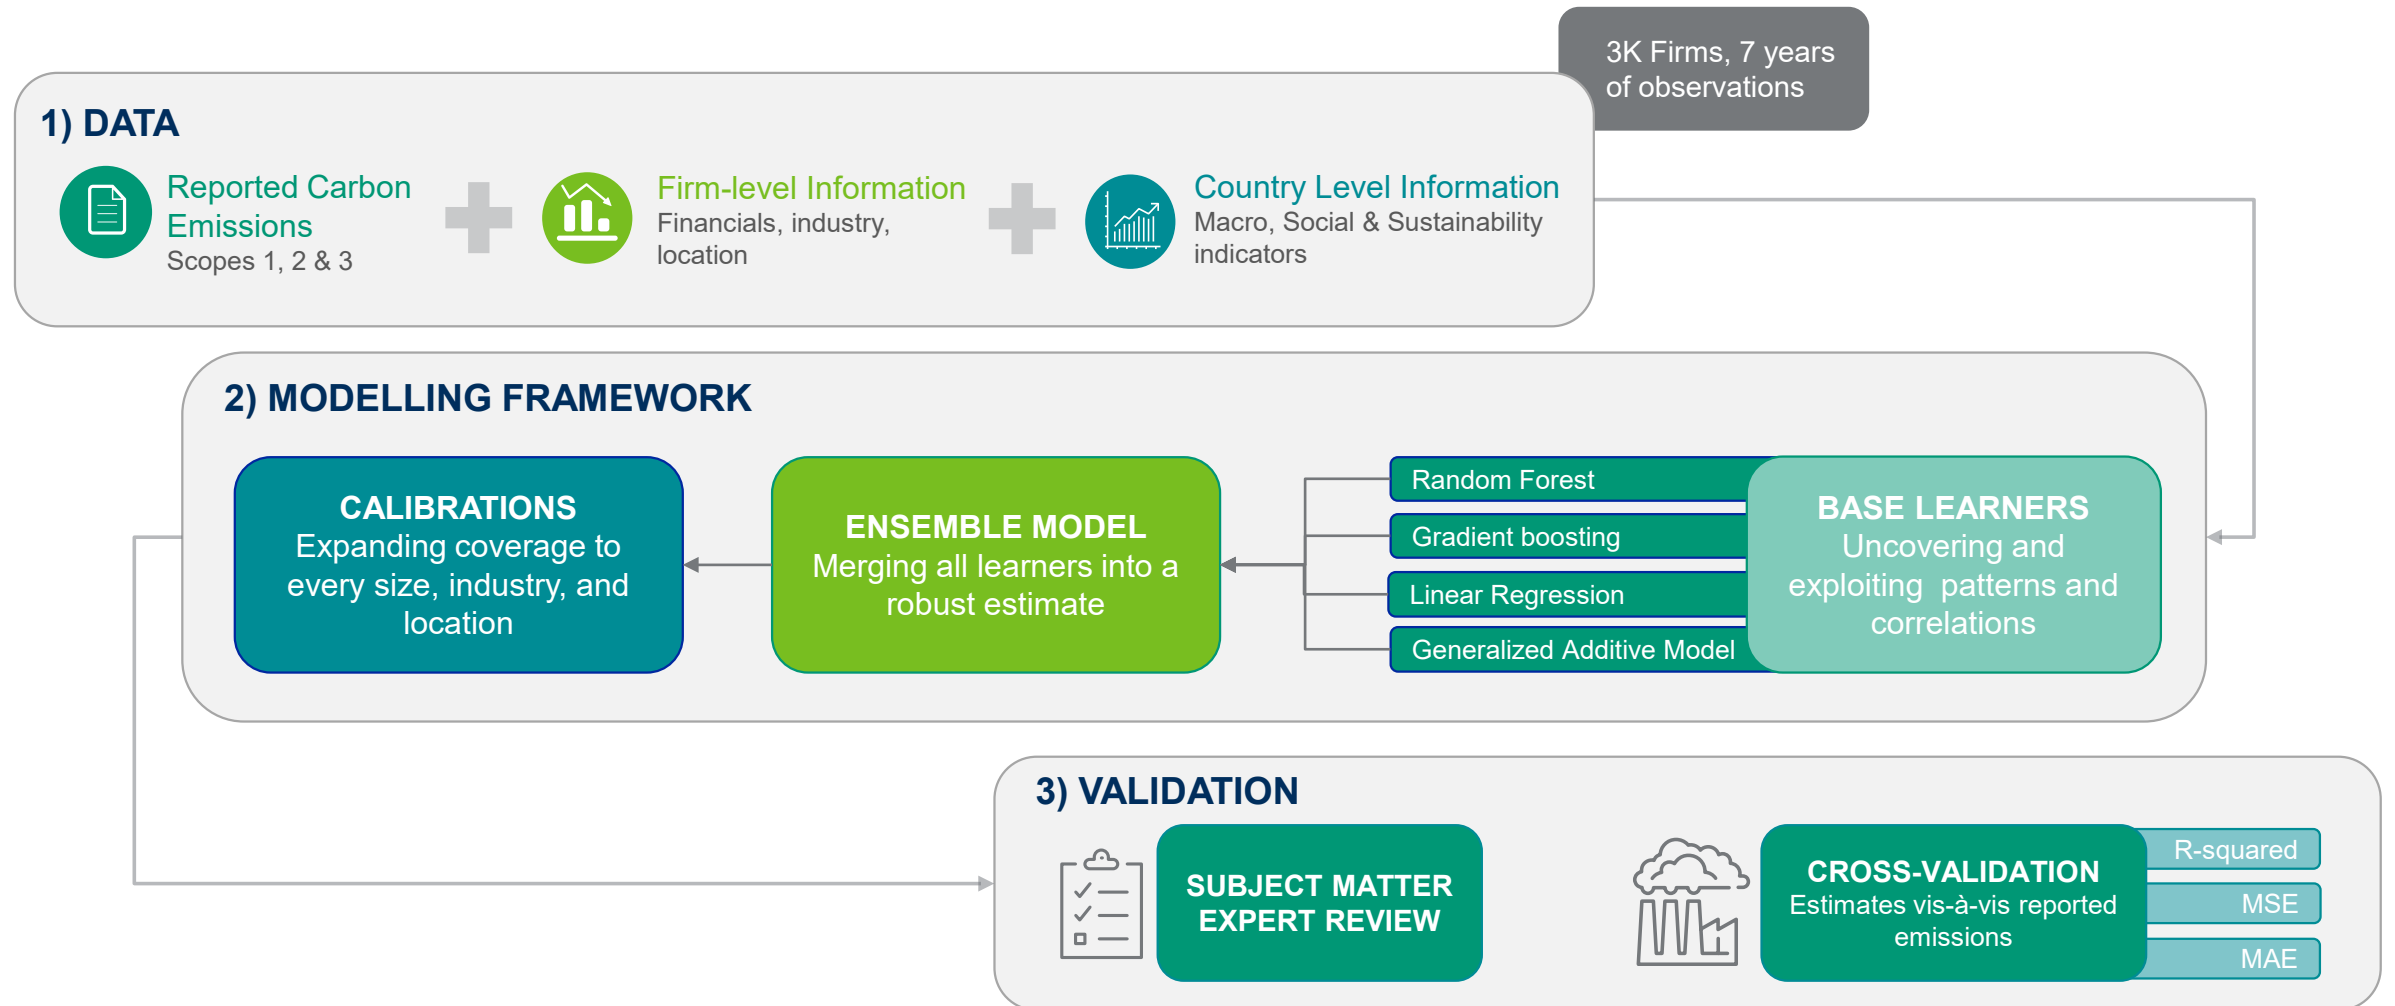 3K Firms, 7 years
of observations
1) DATA
Reported Carbon
Emissions
Scopes 1, 2 & 3
Firm-level Information
Financials, industry,
location
Country Level Information
Macro, Social & Sustainability
indicators
2) MODELLING FRAMEWORK
CALIBRATIONS
Expanding coverage to
every size, industry, and
location
ENSEMBLE MODEL
Merging all learners into a
robust estimate
Random Forest
Gradient boosting
Linear Regression
Generalized Additive Model
BASE LEARNERS
Uncovering and
exploiting patterns and
correlations
3) VALIDATION
SUBJECT MATTER
EXPERT REVIEW
CROSS-VALIDATION
Estimates vis-à-vis reported
emissions
R-squared
MSE
MAE